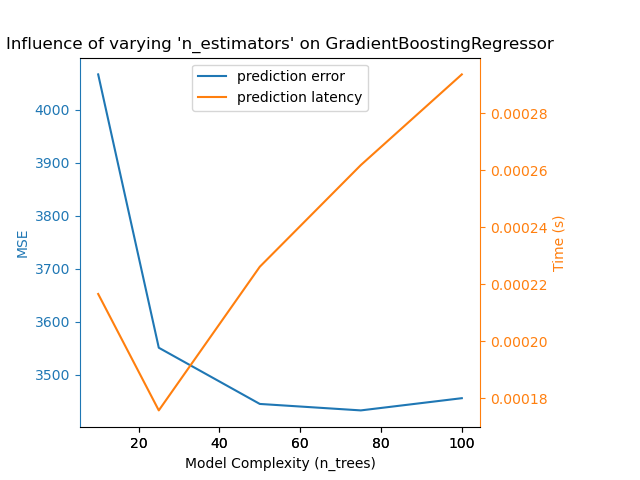 Influence of varying 'n_estimators' on GradientBoostingRegressor
prediction error
prediction latency
4000
3900
3800
3700
3600
3500
MSE
0.00028
0.00026
0.00024
0.00022
0.00020
0.00018
Time (s)
20 40 60 80 100
Model Complexity (n_trees)